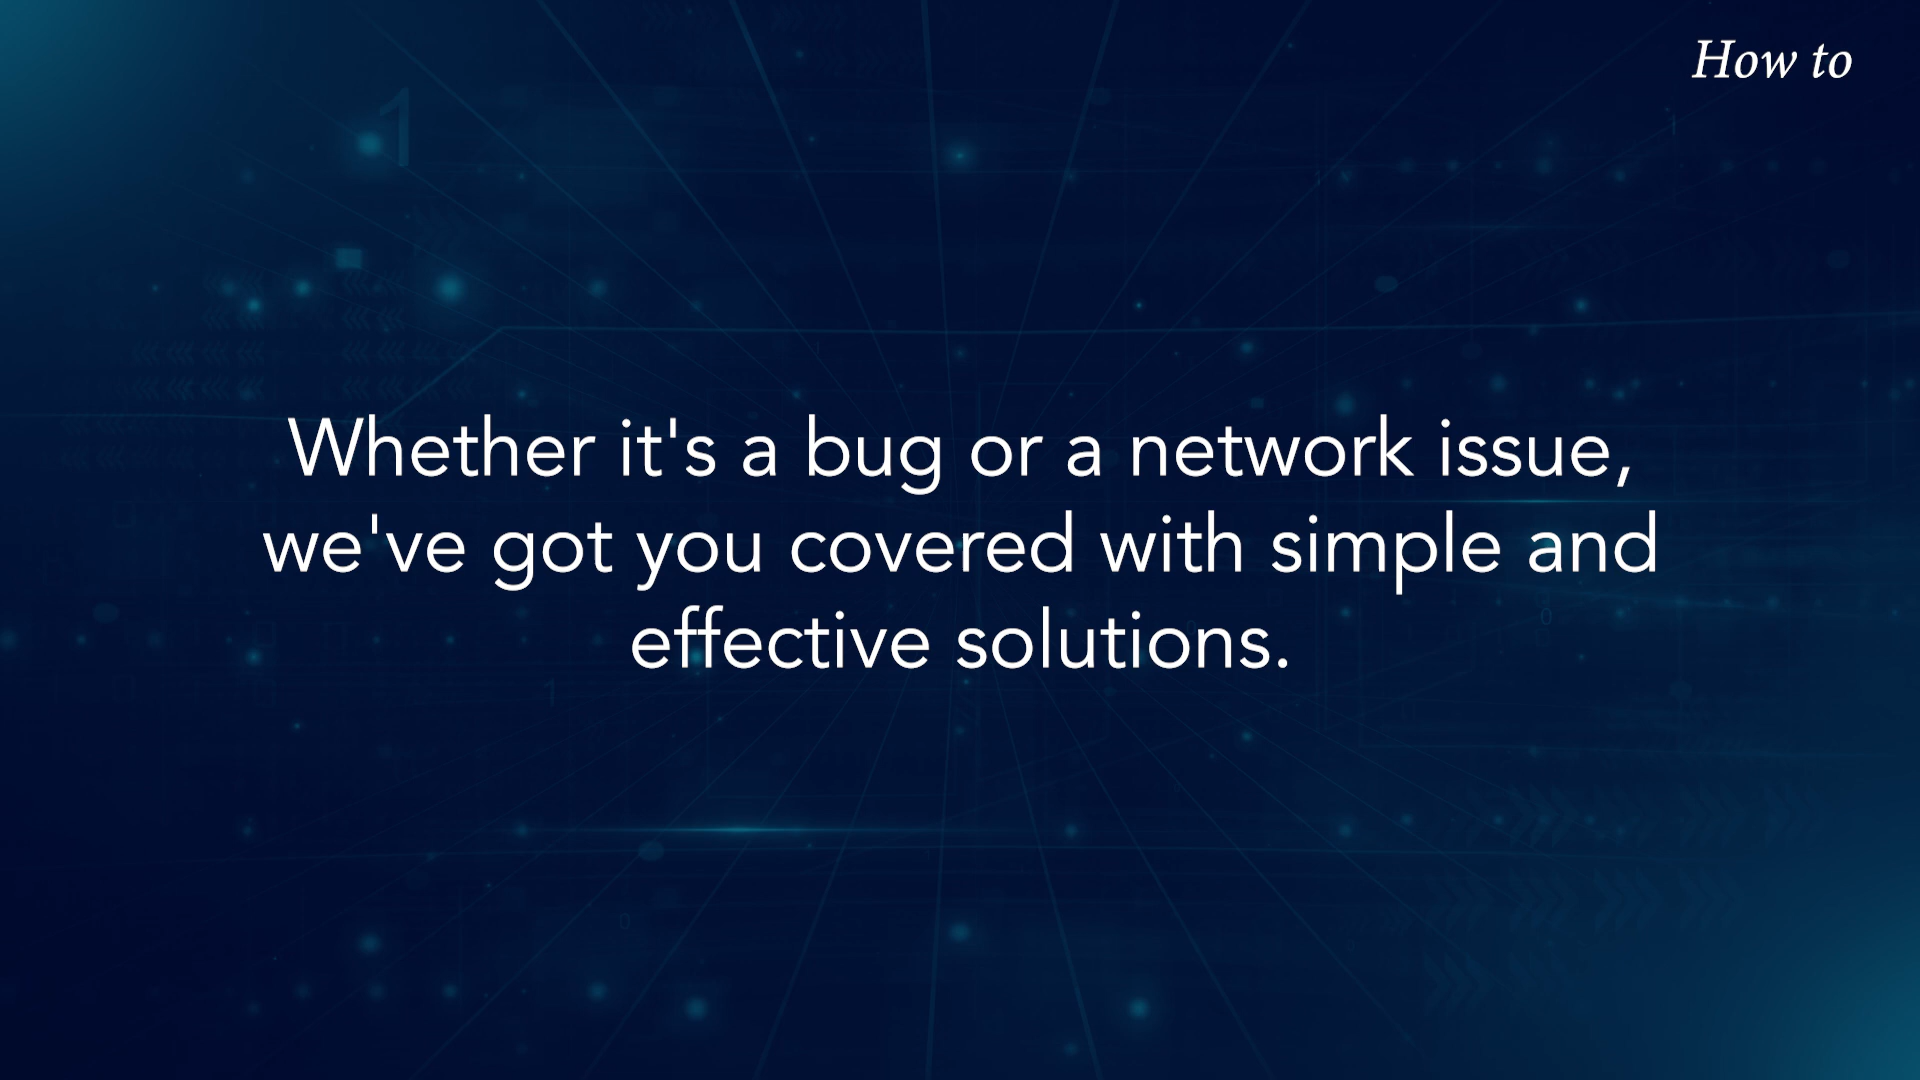 How to
Whether it's a bug or a network issue,
we've got you covered with simple and
effective solutions.